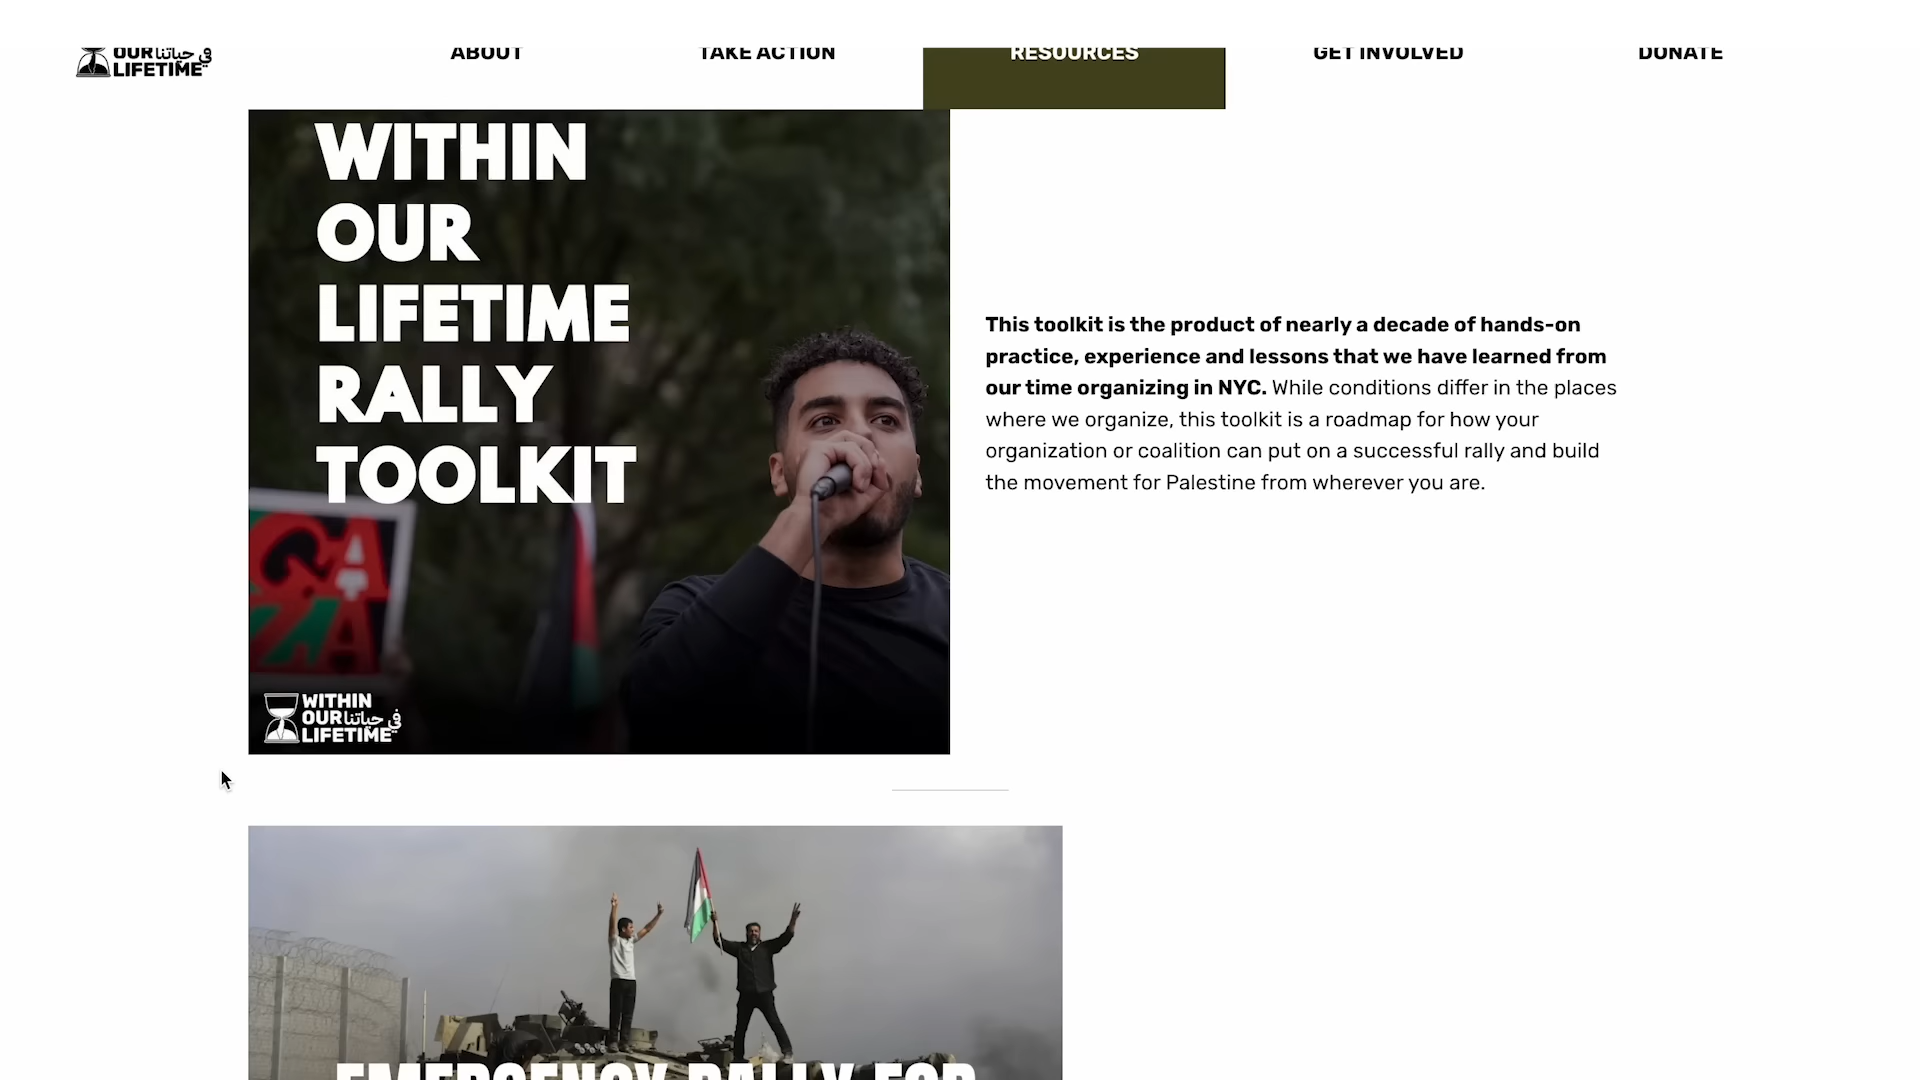 OUR في حياتنا
LIFETIME
ABOUT
TAKE ACTION
RESOURCES
GET INVOLVED
DONATE
WITHIN
OUR
LIFETIME
RALLY
TOOLKIT
GA
ZA
WITHIN
OUR في حياتنا
LIFETIME
This toolkit is the product of nearly a decade of hands-on
practice, experience and lessons that we have learned from
our time organizing in NYC. While conditions differ in the places
where we organize, this toolkit is a roadmap for how your
organization or coalition can put on a successful rally and build
the movement for Palestine from wherever you are.
EMERGENCY RALLY FOR